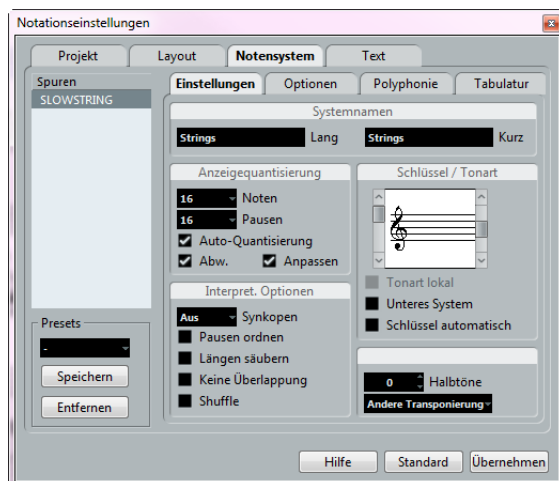 Notationseinstellungen
Projekt Layout Notensystem Text
Spuren
SLOWSTRING
Einstellungen Optionen Polyphonie Tabulatur
Systemnamen
Strings Lang Strings Kurz
Anzeigequantisierung
16 Noten
16 Pausen
Auto-Quantisierung
Abw. Anpassen
Schlüssel / Tonart
Tonart lokal
Unteres System
Schlüssel automatisch
Interpret. Optionen
Aus Synkopen
Pausen ordnen
Längen säubern
Keine Überlappung
Shuffle
0 Halbtöne
Andere Transponierung
Presets
-
Speichern
Entfernen
Hilfe Standard Übernehmen